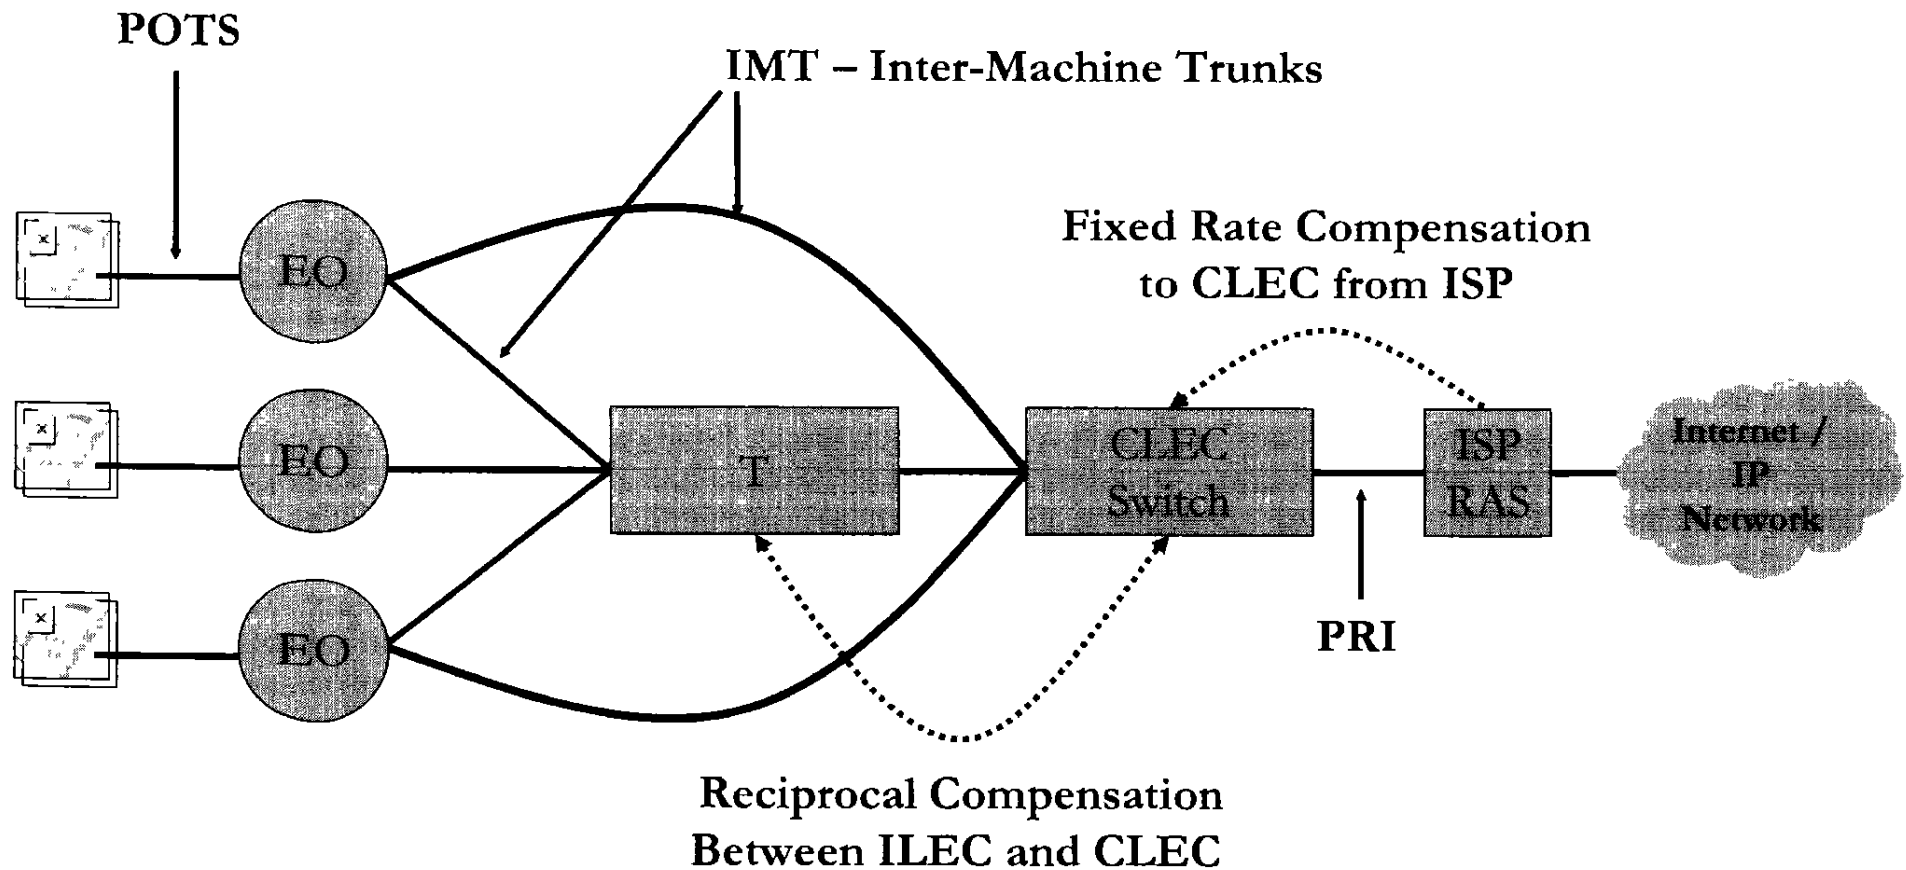 POTS
IMT – Inter-Machine Trunks
Fixed Rate Compensation
to CLEC from ISP
EO
EO
EO
T
CLEC
Switch
ISP
RAS
Internet /
IP
Network
PRI
Reciprocal Compensation
Between ILEC and CLEC
x
x
x